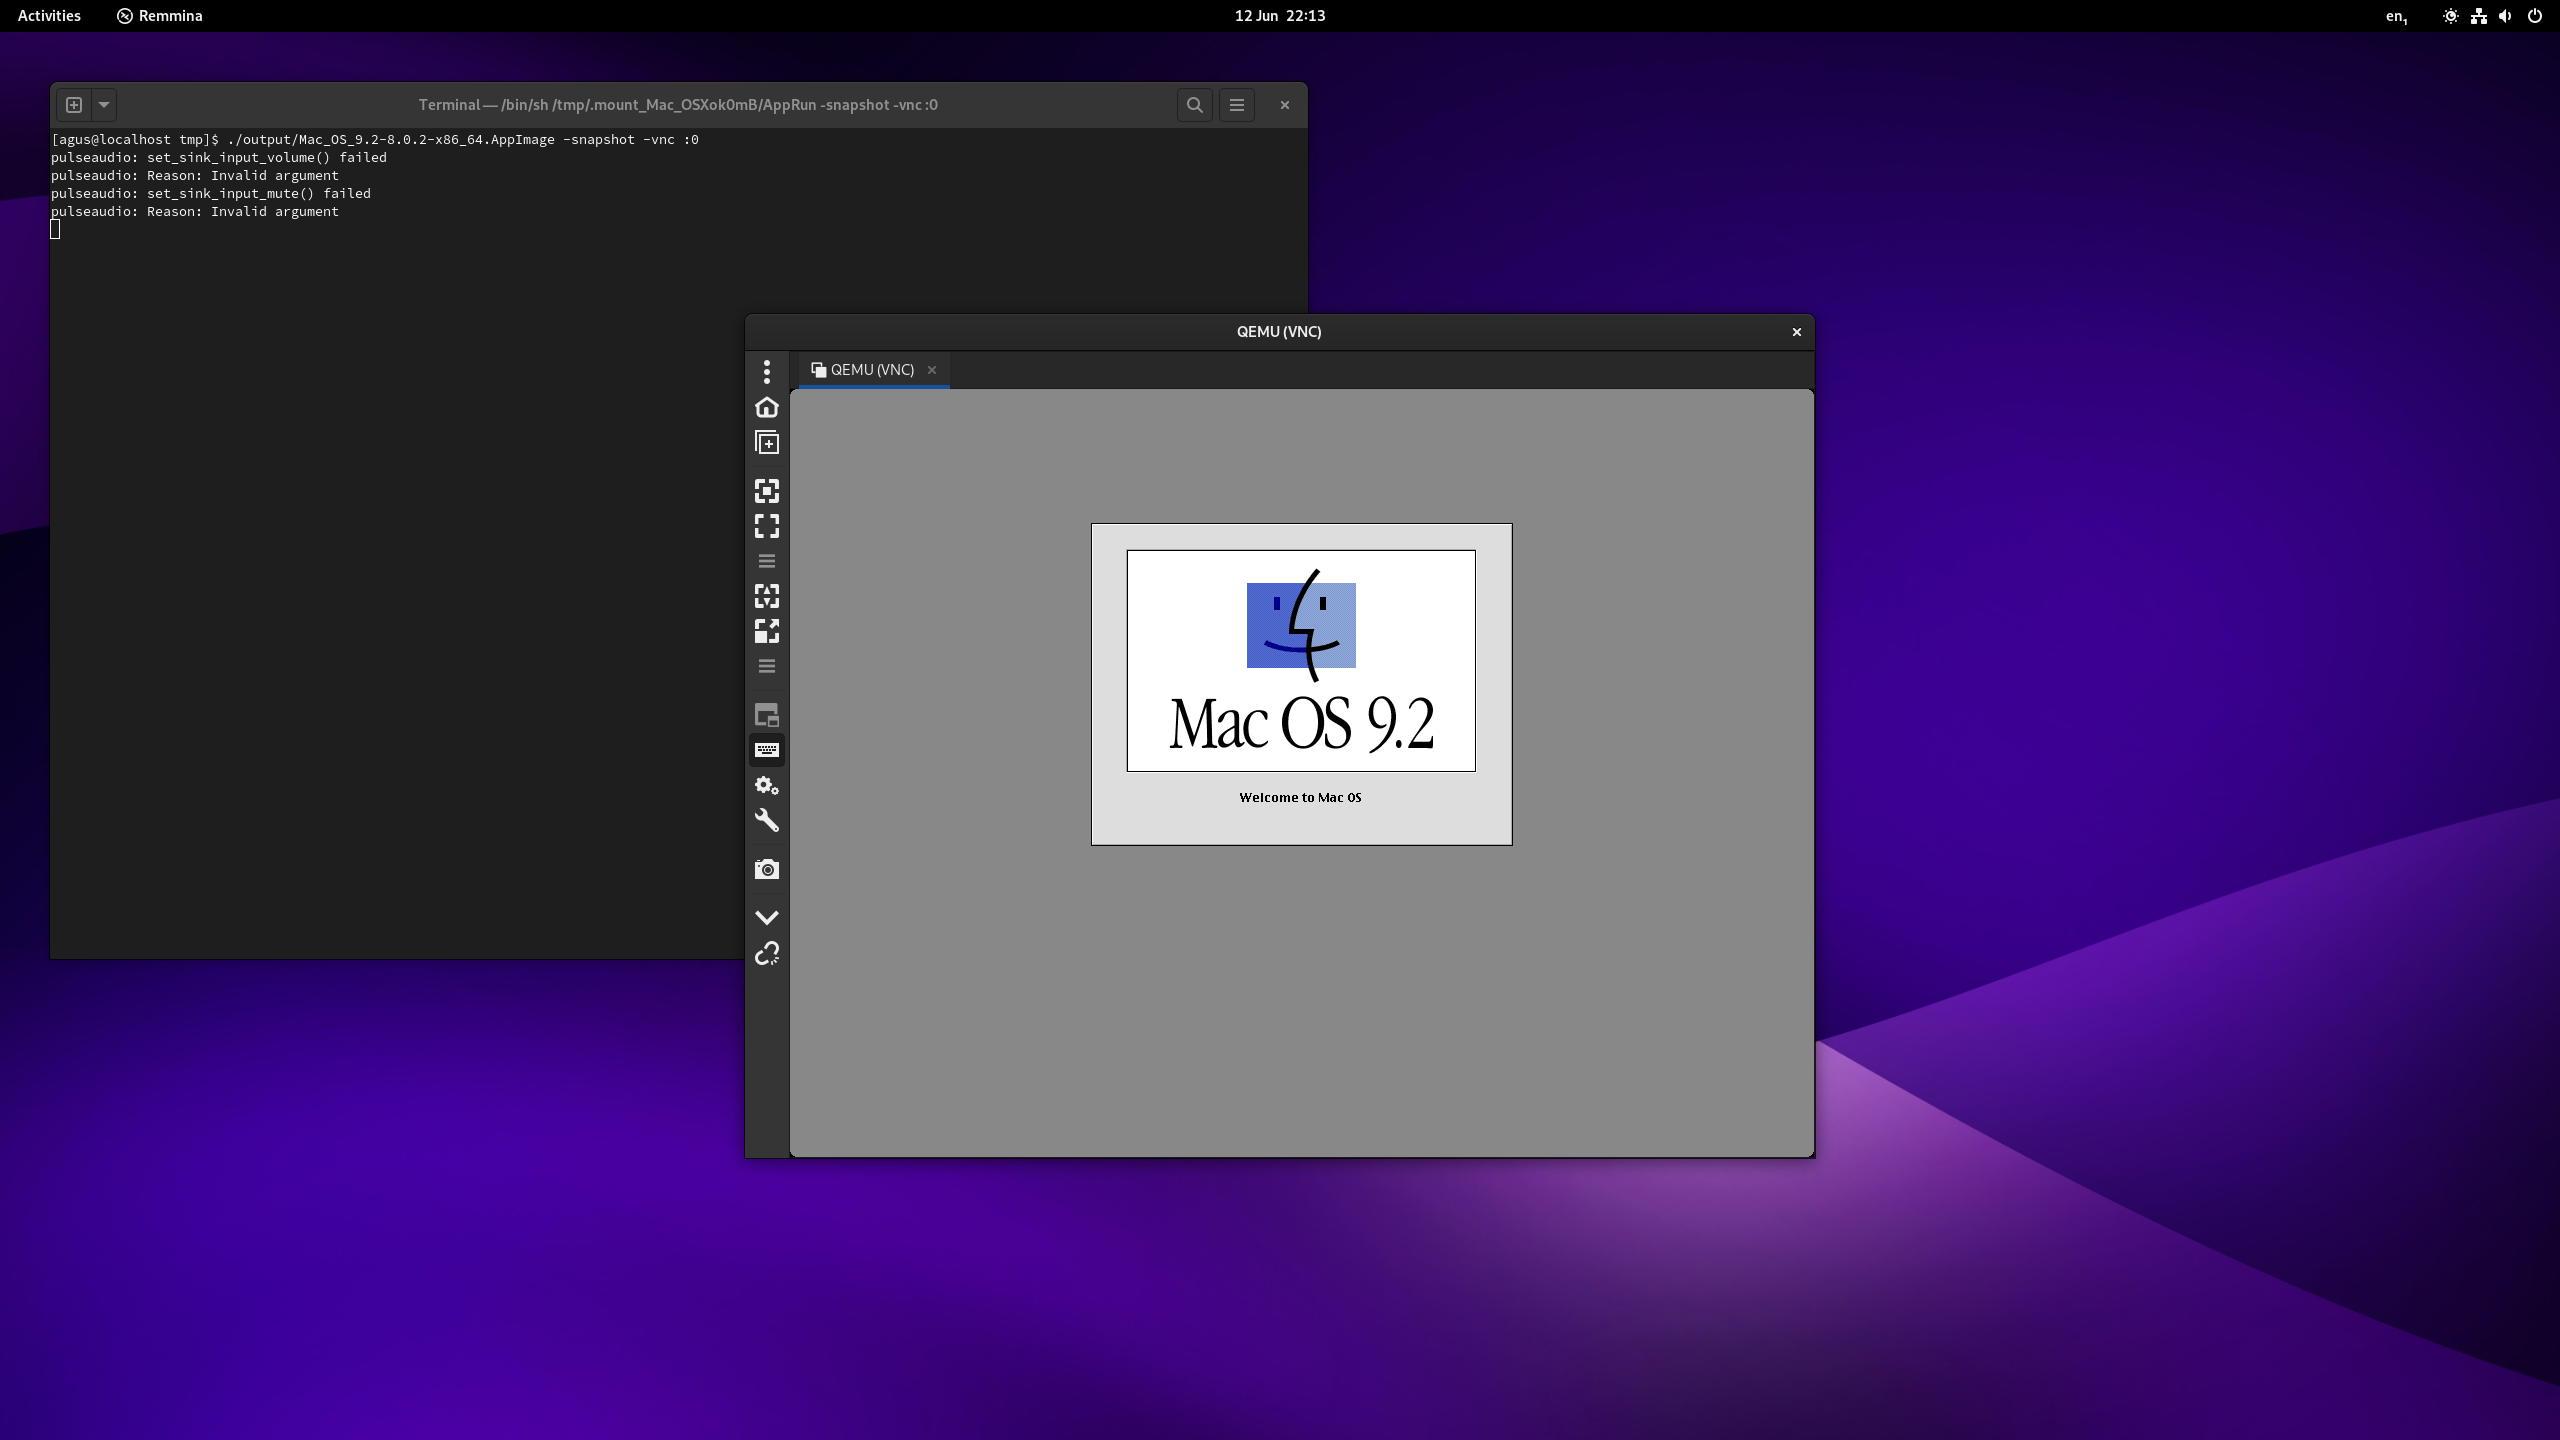 Activities
Remmina
12 Jun 22:13
en₁
Terminal — /bin/sh /tmp/.mount_Mac_OSXok0mB/AppRun -snapshot -vnc :0
[agus@localhost tmp]$ ./output/Mac_OS_9.2-8.0.2-x86_64.AppImage -snapshot -vnc :0
pulseaudio: set_sink_input_volume() failed
pulseaudio: Reason: Invalid argument
pulseaudio: set_sink_input_mute() failed
pulseaudio: Reason: Invalid argument
QEMU (VNC)
QEMU (VNC)
Mac OS 9.2
Welcome to Mac OS